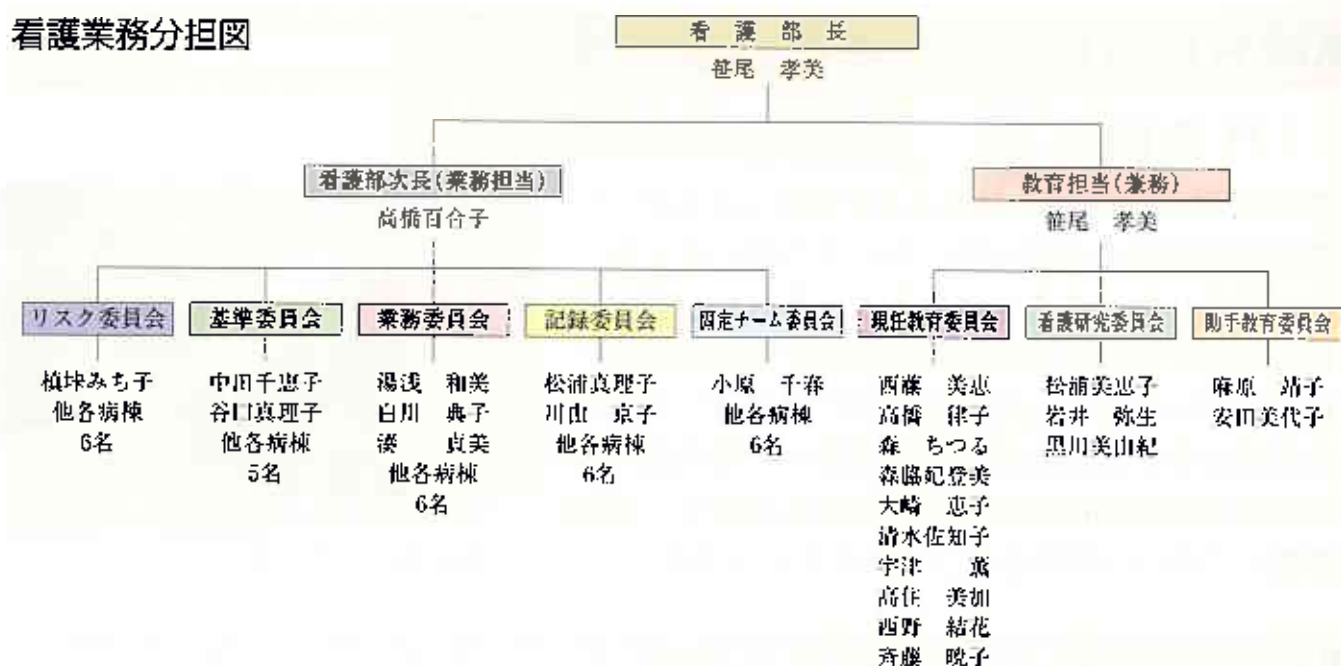 看護業務分担図
看護部長
笹尾 孝美
看護部次長(業務担当)
高橋百合子
教育担当(兼務)
笹尾 孝美
リスク委員会
みち子
他各病棟
6名
基準委員会
中田千恵子
谷口真理子
他各病棟
5名
業務委員会
湯浅 和美
白川 典子
湊 貞美
他各病棟
6名
記録委員会
松浦真理子
京子
他各病棟
6名
固定チーム委員会
小原 千春
他各病棟
6名
現任教育委員会
西藤 美恵
高橋 律子
森 ちつる
森脇妃登美
大崎 恵子
清水佐知子
宇津 薫
高住 美加
西野 結花
斉藤 暁子
看護研究委員会
松浦美恵子
岩井 弥生
黒川美由紀
助手教育委員会
麻原 靖子
安田美代子